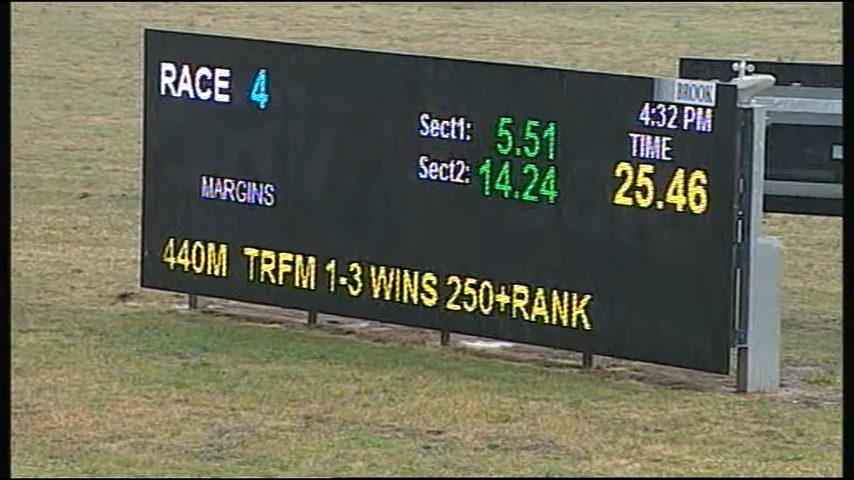 BROOK
RACE 4
4:32 PM
Sect1: 5.51
TIME
Sect2: 14.24
25.46
MARGINS
440M TRFM 1-3 WINS 250+RANK